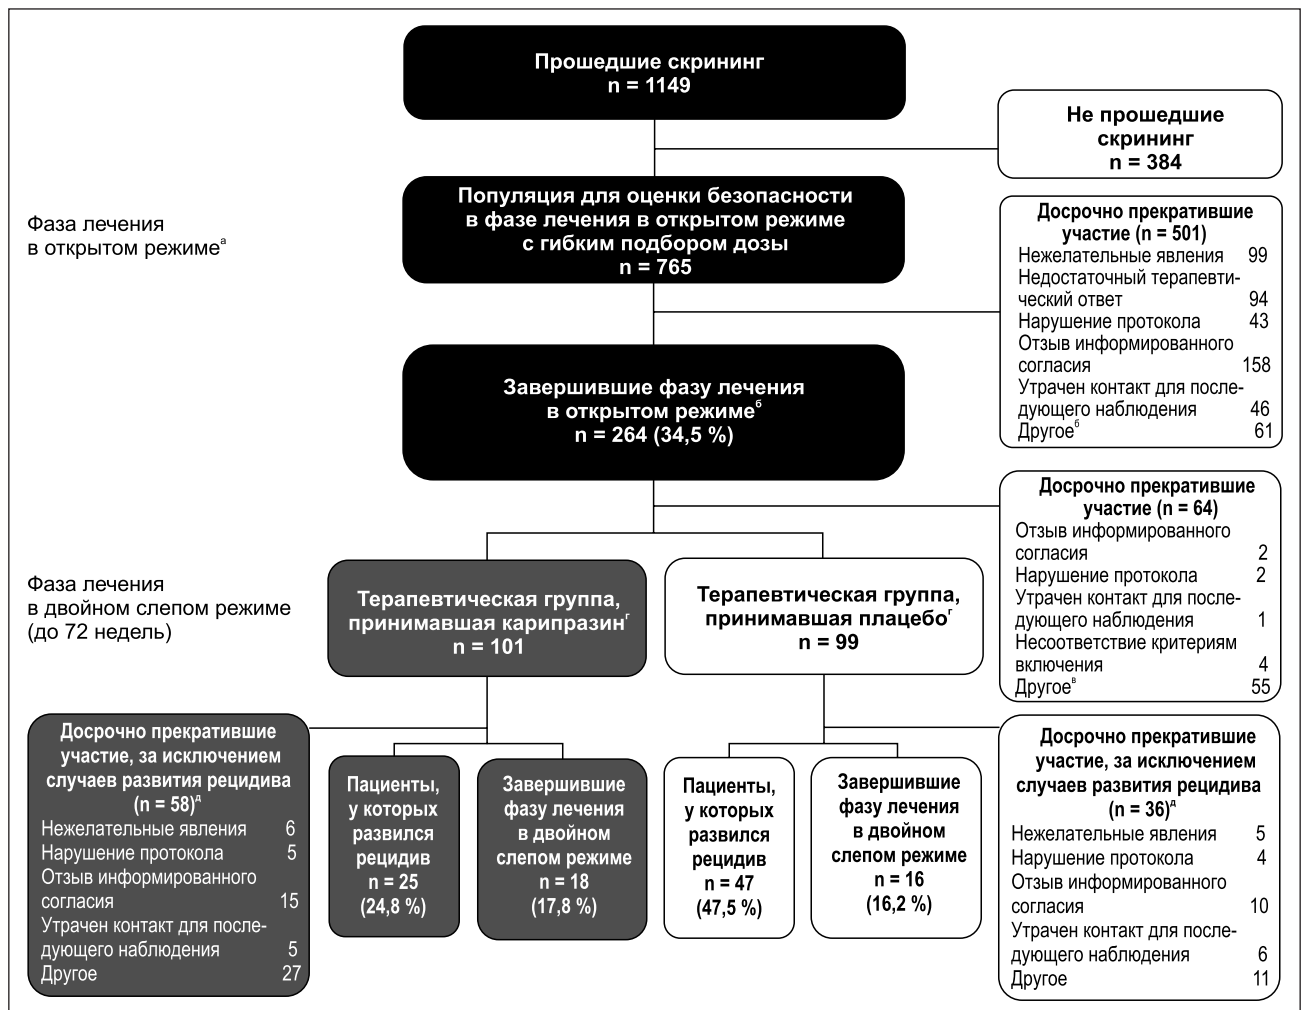 Прошедшие скрининг
n = 1149
Не прошедшие
скрининг
n = 384
Фаза лечения
в открытом режимеᵃ
Популяция для оценки безопасности
в фазе лечения в открытом режиме
с гибким подбором дозы
n = 765
Досрочно прекратившие
участие (n = 501)
Нежелательные явления 99
Недостаточный терапевти-
ческий ответ 94
Нарушение протокола 43
Отзыв информированного
согласия 158
Утрачен контакт для после-
дующего наблюдения 46
Другоеᵇ 61
Завершившие фазу лечения
в открытом режимеб
n = 264 (34,5 %)
Досрочно прекратившие
участие (n = 64)
Отзыв информированного
согласия 2
Нарушение протокола 2
Утрачен контакт для после-
дующего наблюдения 1
Несоответствие критериям
включения 4
Другоев 55
Фаза лечения
в двойном слепом режиме
(до 72 недель)
Терапевтическая группа,
принимавшая карипразинг
n = 101
Терапевтическая группа,
принимавшая плацебог
n = 99
Досрочно прекратившие
участие, за исключением
случаев развития рецидива
(n = 58)д
Нежелательные явления 6
Нарушение протокола 5
Отзыв информированного
согласия 15
Утрачен контакт для после-
дующего наблюдения 5
Другое 27
Пациенты,
у которых
развился
рецидив
n = 25
(24,8 %)
Завершившие
фазу лечения
в двойном
слепом режиме
n = 18
(17,8 %)
Пациенты,
у которых
развился
рецидив
n = 47
(47,5 %)
Завершившие
фазу лечения
в двойном
слепом режиме
n = 16
(16,2 %)
Досрочно прекратившие
участие, за исключением
случаев развития рецидива
(n = 36)д
Нежелательные явления 5
Нарушение протокола 4
Отзыв информированного
согласия 10
Утрачен контакт для после-
дующего наблюдения 6
Другое 11